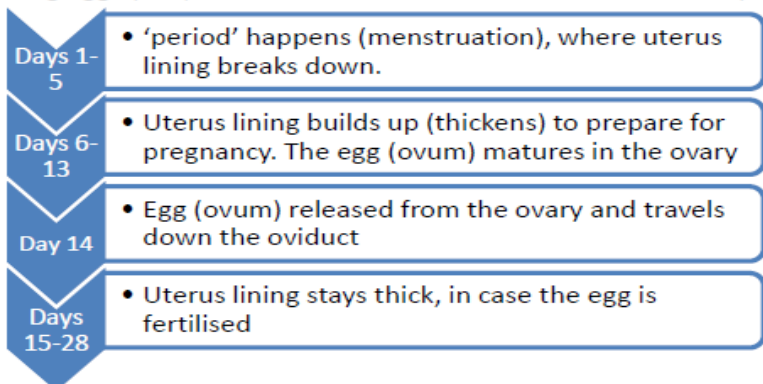 Days 1-
5
• ‘period’ happens (menstruation), where uterus
lining breaks down.
Days 6-
13
• Uterus lining builds up (thickens) to prepare for
pregnancy. The egg (ovum) matures in the ovary
Day 14
• Egg (ovum) released from the ovary and travels
down the oviduct
Days
15-28
• Uterus lining stays thick, in case the egg is
fertilised